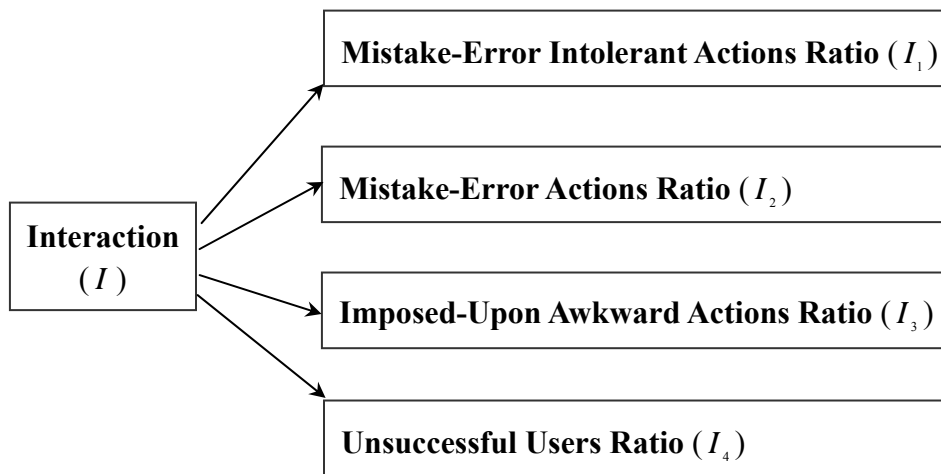 Mistake-Error Intolerant Actions Ratio (I₁)
Mistake-Error Actions Ratio (I₂)
Interaction
(I)
Imposed-Upon Awkward Actions Ratio (I₃)
Unsuccessful Users Ratio (I₄)